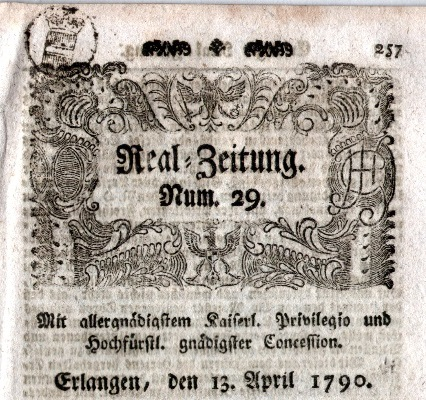 257
Real-Zeitung.
Num. 29.
Mit allergnädigstem Kaiserl. Privilegio und
Hochfürstl. gnädigster Concession.
Erlangen, den 13. April 1790.